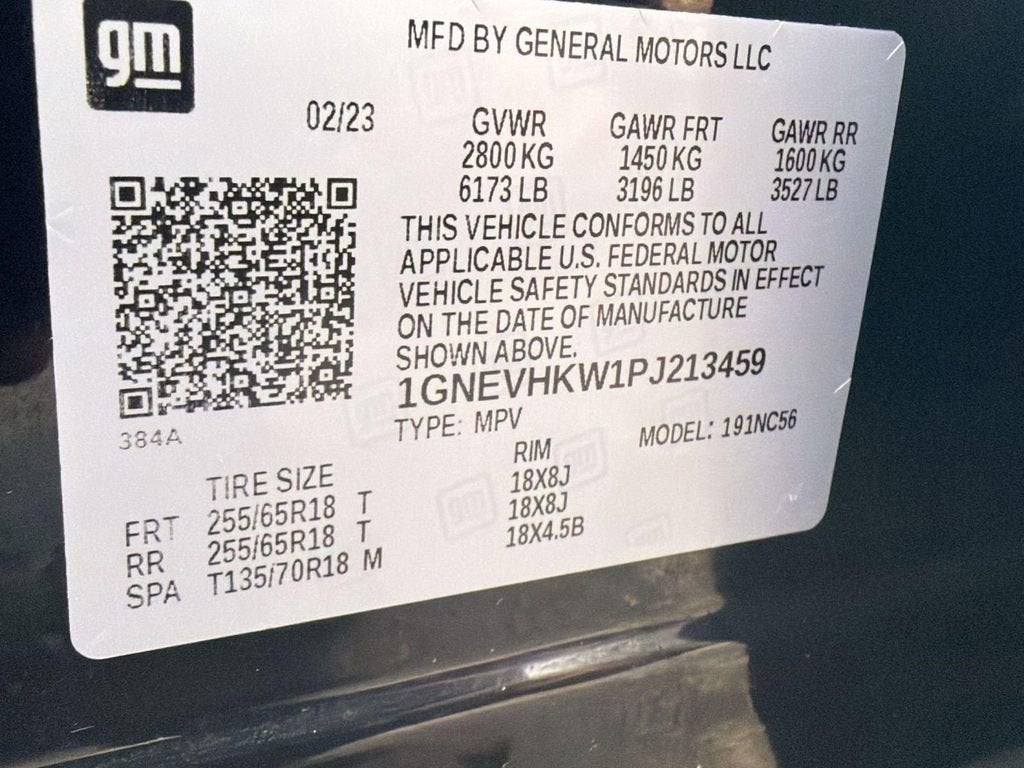 gm
MFD BY GENERAL MOTORS LLC
02/23 GVWR GAWR FRT GAWR RR
2800 KG 1450 KG 1600 KG
6173 LB 3196 LB 3527 LB
THIS VEHICLE CONFORMS TO ALL
APPLICABLE U.S. FEDERAL MOTOR
VEHICLE SAFETY STANDARDS IN EFFECT
ON THE DATE OF MANUFACTURE
SHOWN ABOVE.
1GNEVHKW1PJ213459
384A
TYPE: MPV MODEL: 191NC56
TIRE SIZE RIM
FRT 255/65R18 T 18X8J
RR 255/65R18 T 18X8J
SPA T135/70R18 M 18X4.5B